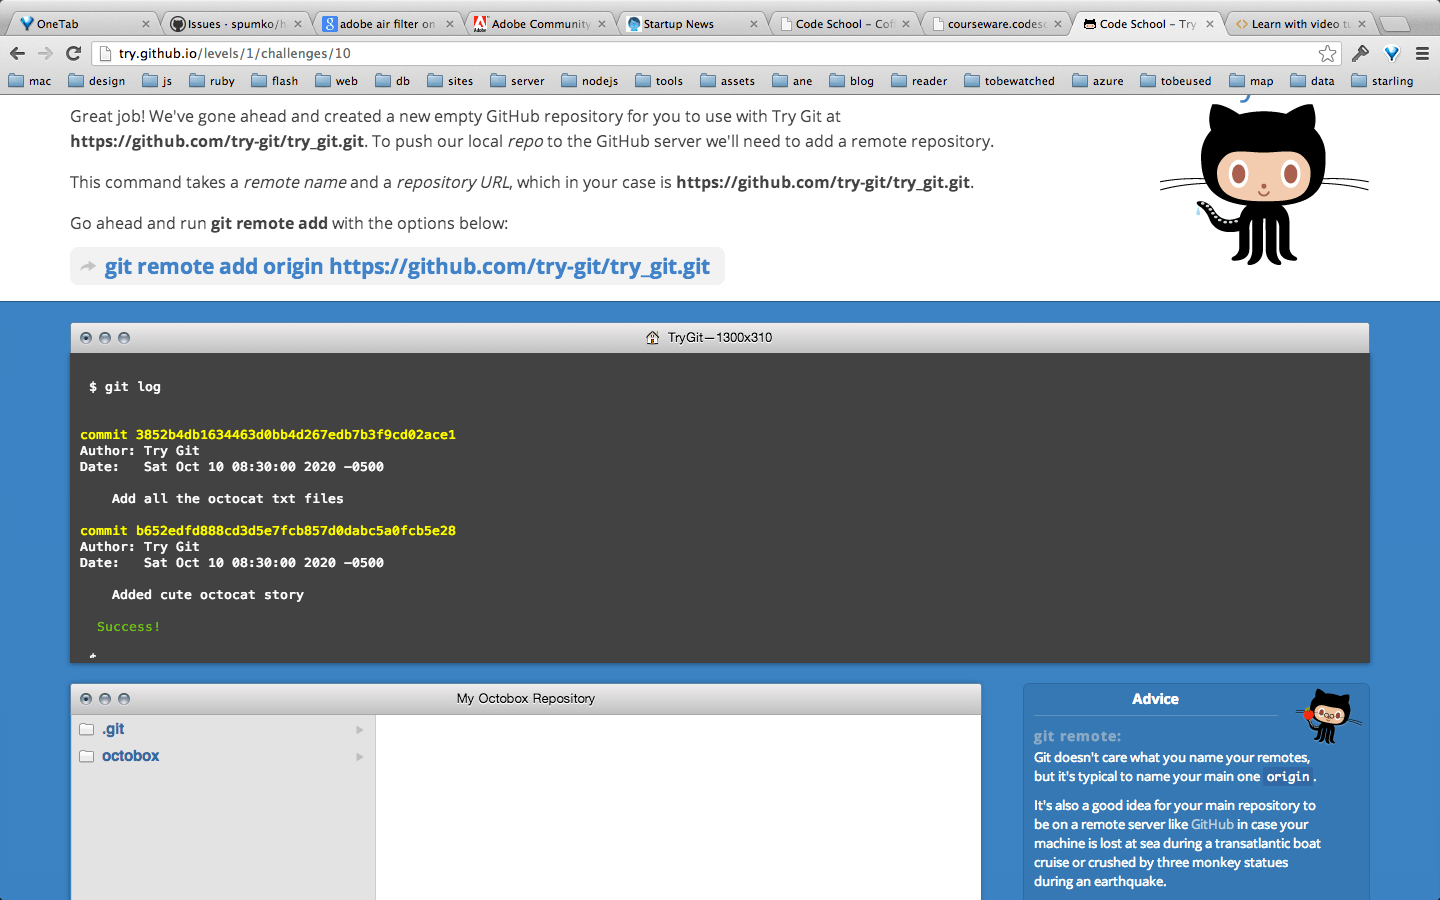 OneTab
Issues · spumko/h
adobe air filter on
Adobe Community
Startup News
Code School – Cof
courseware.codese
Code School – Try
Learn with video tu
try.github.io/levels/1/challenges/10
mac
design
js
ruby
flash
web
db
sites
server
nodejs
tools
assets
ane
blog
reader
tobewatched
azure
tobeused
map
data
starling
Great job! We've gone ahead and created a new empty GitHub repository for you to use with Try Git at
https://github.com/try-git/try_git.git. To push our local repo to the GitHub server we'll need to add a remote repository.
This command takes a remote name and a repository URL, which in your case is https://github.com/try-git/try_git.git.
Go ahead and run git remote add with the options below:
git remote add origin https://github.com/try-git/try_git.git
TryGit—1300x310
$ git log
commit 3852b4db1634463d0bb4d267edb7b3f9cd02ace1
Author: Try Git
Date:   Sat Oct 10 08:30:00 2020 -0500
Add all the octocat txt files
commit b652edfd888cd3d5e7fcb857d0dabc5a0fcb5e28
Author: Try Git
Date:   Sat Oct 10 08:30:00 2020 -0500
Added cute octocat story
Success!
My Octobox Repository
.git
octobox
Advice
git remote:
Git doesn't care what you name your remotes,
but it's typical to name your main one origin.
It's also a good idea for your main repository to
be on a remote server like GitHub in case your
machine is lost at sea during a transatlantic boat
cruise or crushed by three monkey statues
during an earthquake.